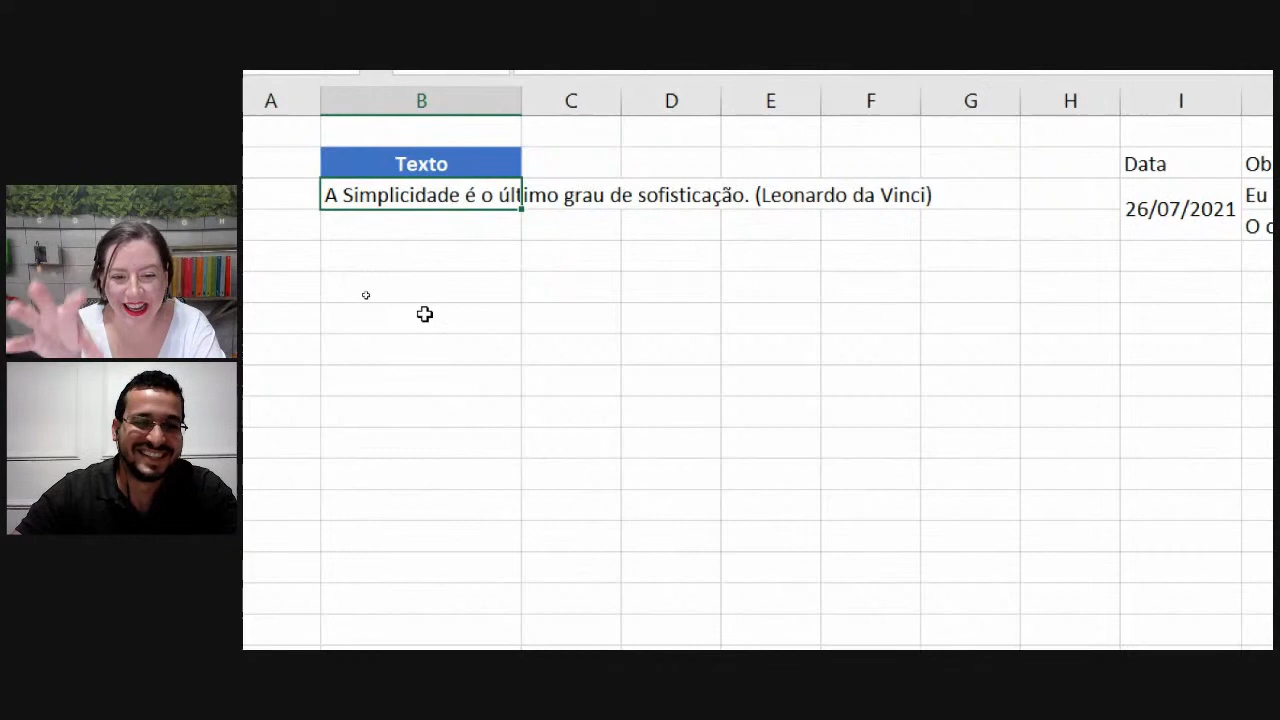 A B C D E F G H I
Texto Data Ob
A Simplicidade é o último grau de sofisticação. (Leonardo da Vinci) Eu
26/07/2021
O c